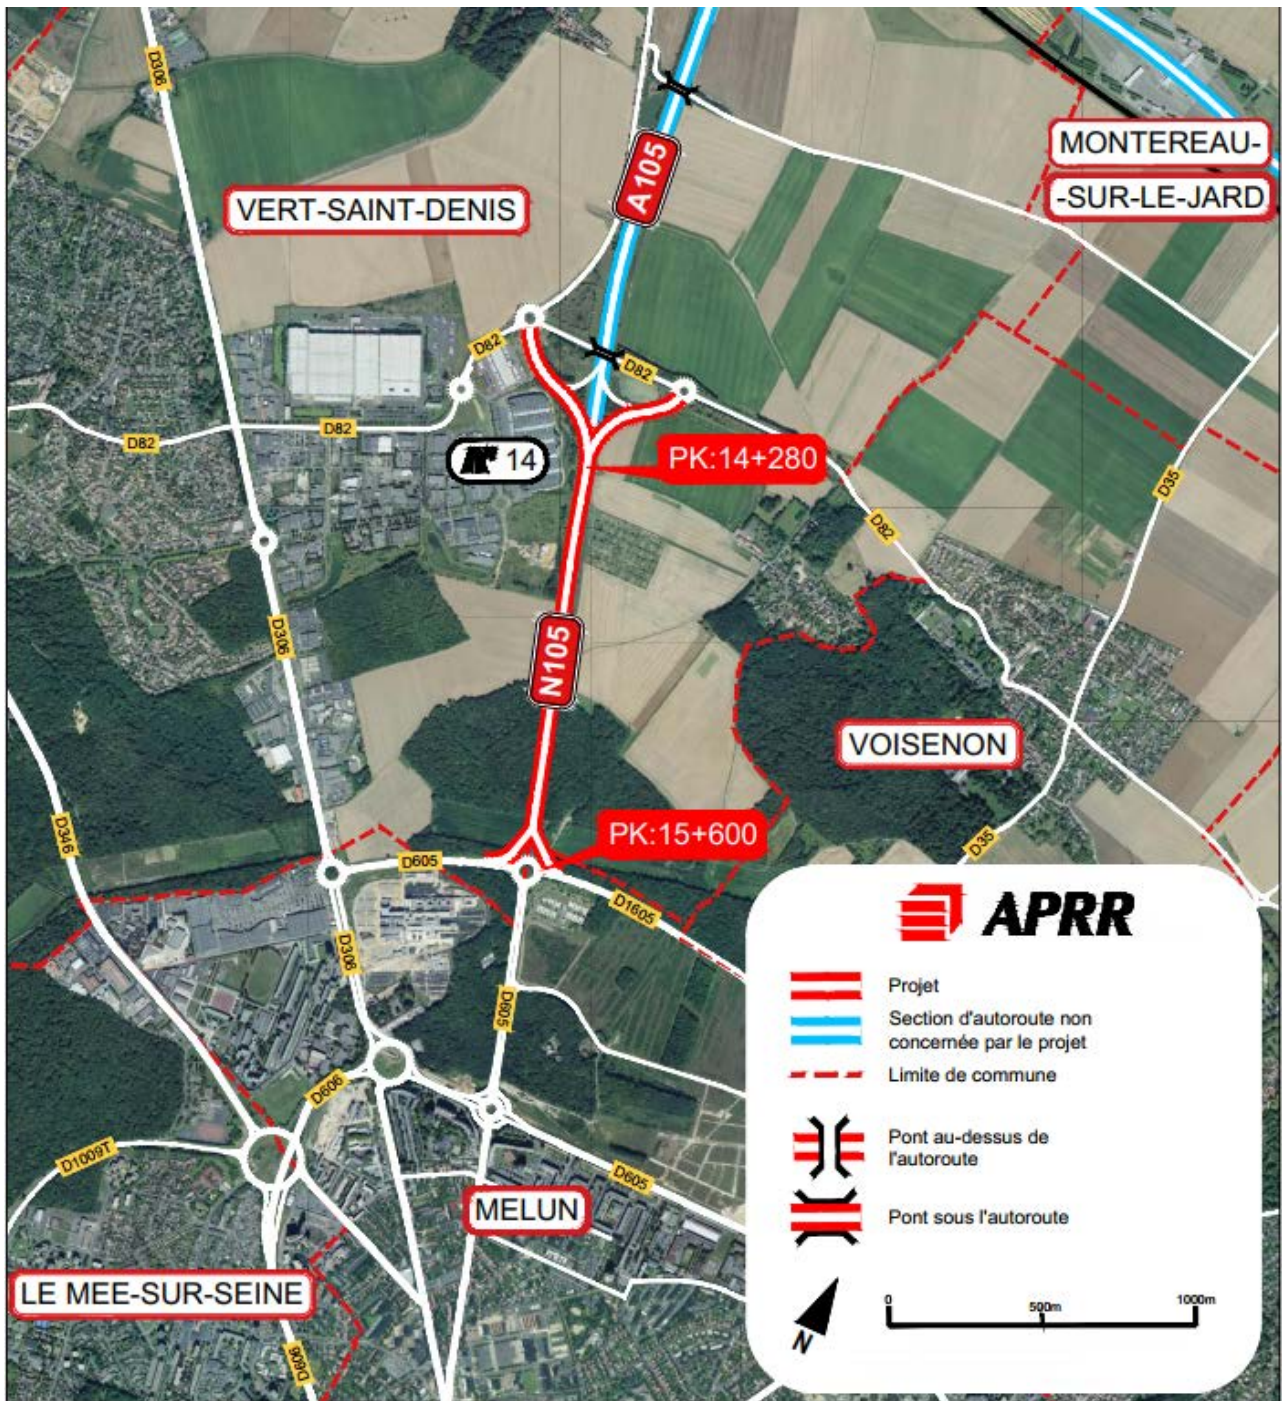 D306
A105
MONTEREAU-
-SUR-LE-JARD
VERT-SAINT-DENIS
D82
D82
D82
D82
14
PK:14+280
D35
D82
D306
N105
VOISENON
D346
PK:15+600
D605
D35
D1605
D306
D605
D606
D1009T
D605
MELUN
LE MEE-SUR-SEINE
D606
APRR
Projet
Section d'autoroute non
concernée par le projet
Limite de commune
Pont au-dessus de
l'autoroute
Pont sous l'autoroute
N
0 500m 1000m